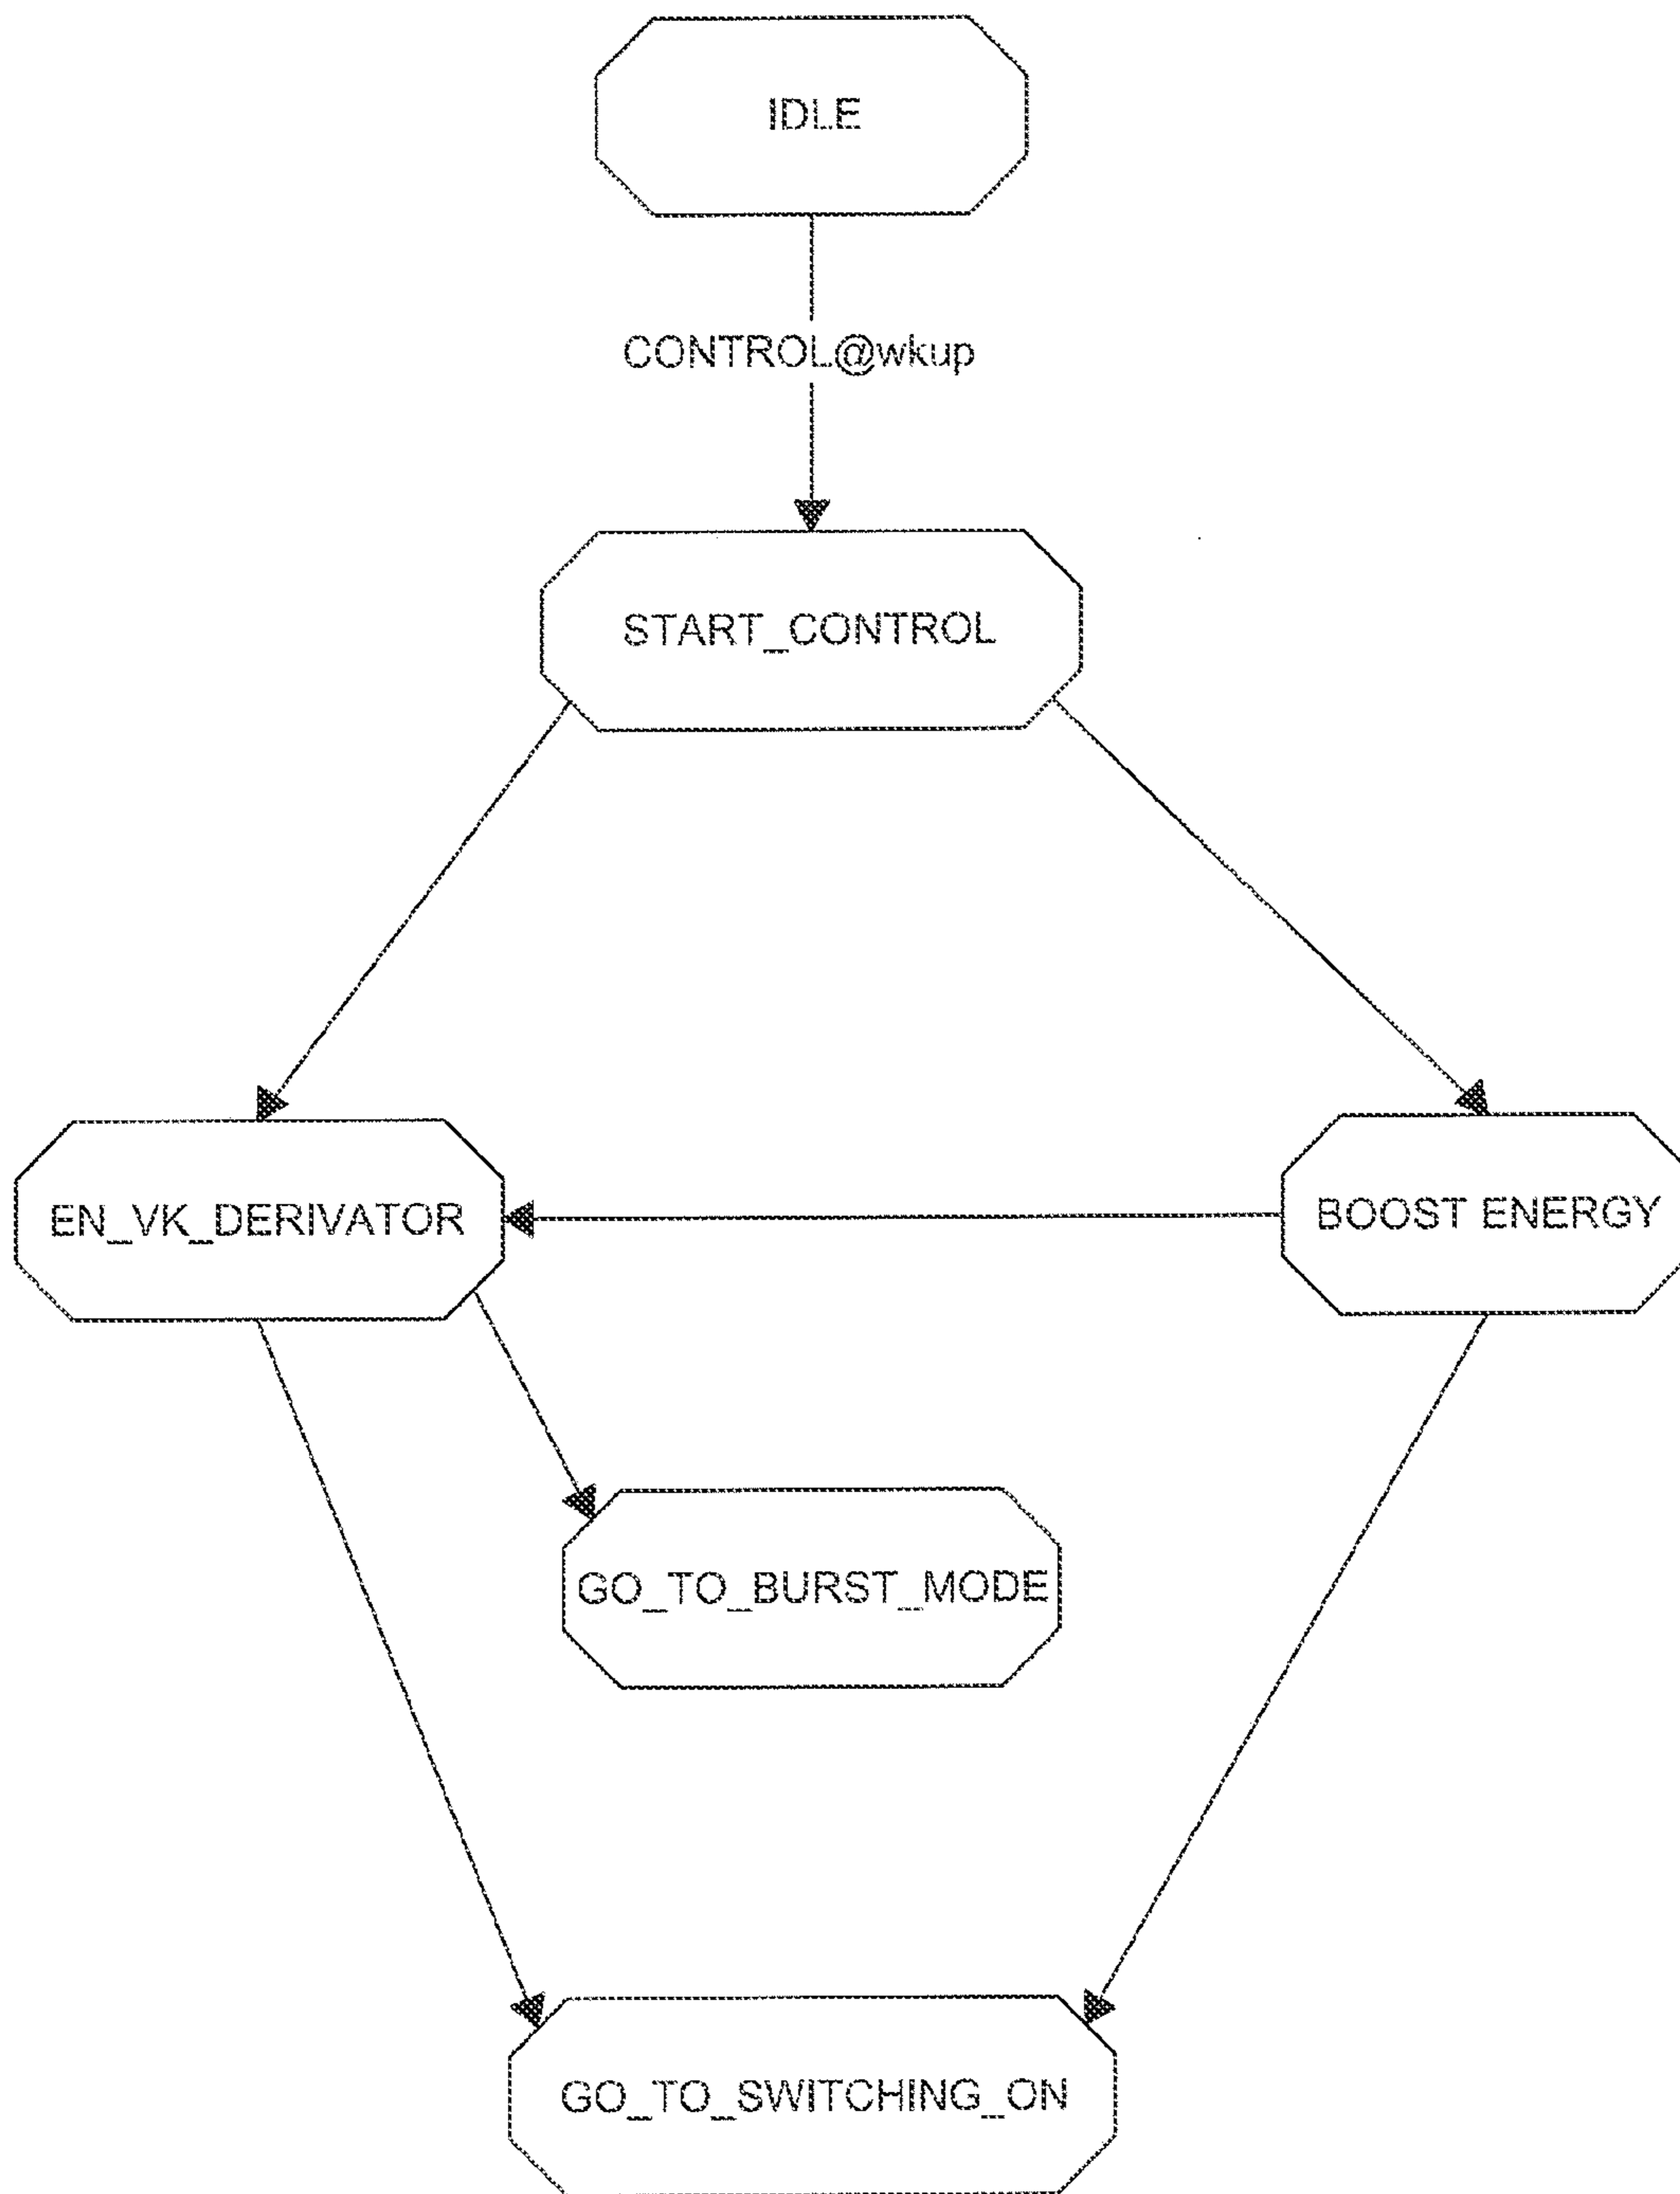 IDLE
CONTROL@wkup
START_CONTROL
EN_VK_DERIVATOR
BOOST ENERGY
GO_TO_BURST_MODE
GO_TO_SWITCHING_ON